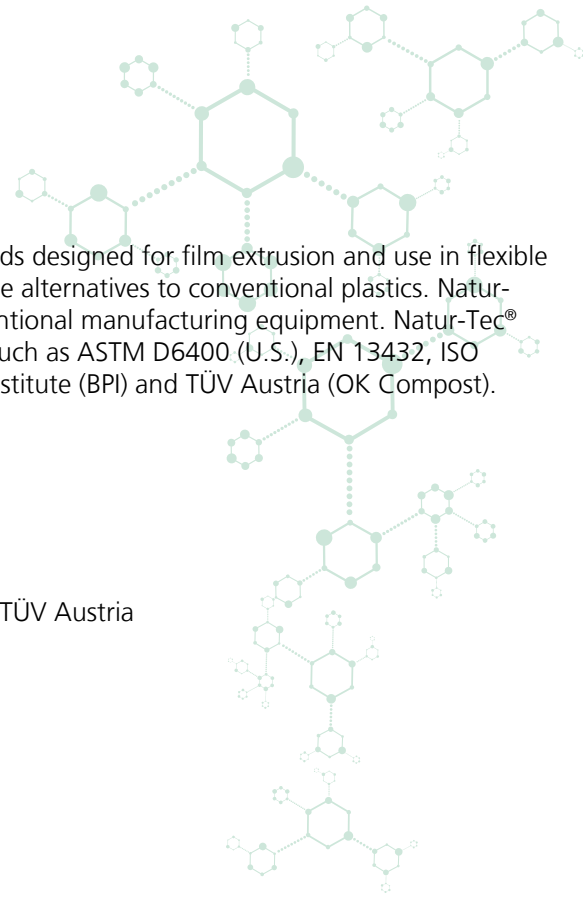 ds designed for film extrusion and use in flexible
e alternatives to conventional plastics. Natur-
ntional manufacturing equipment. Natur-Tec®
uch as ASTM D6400 (U.S.), EN 13432, ISO
stitute (BPI) and TÜV Austria (OK Compost).
TÜV Austria